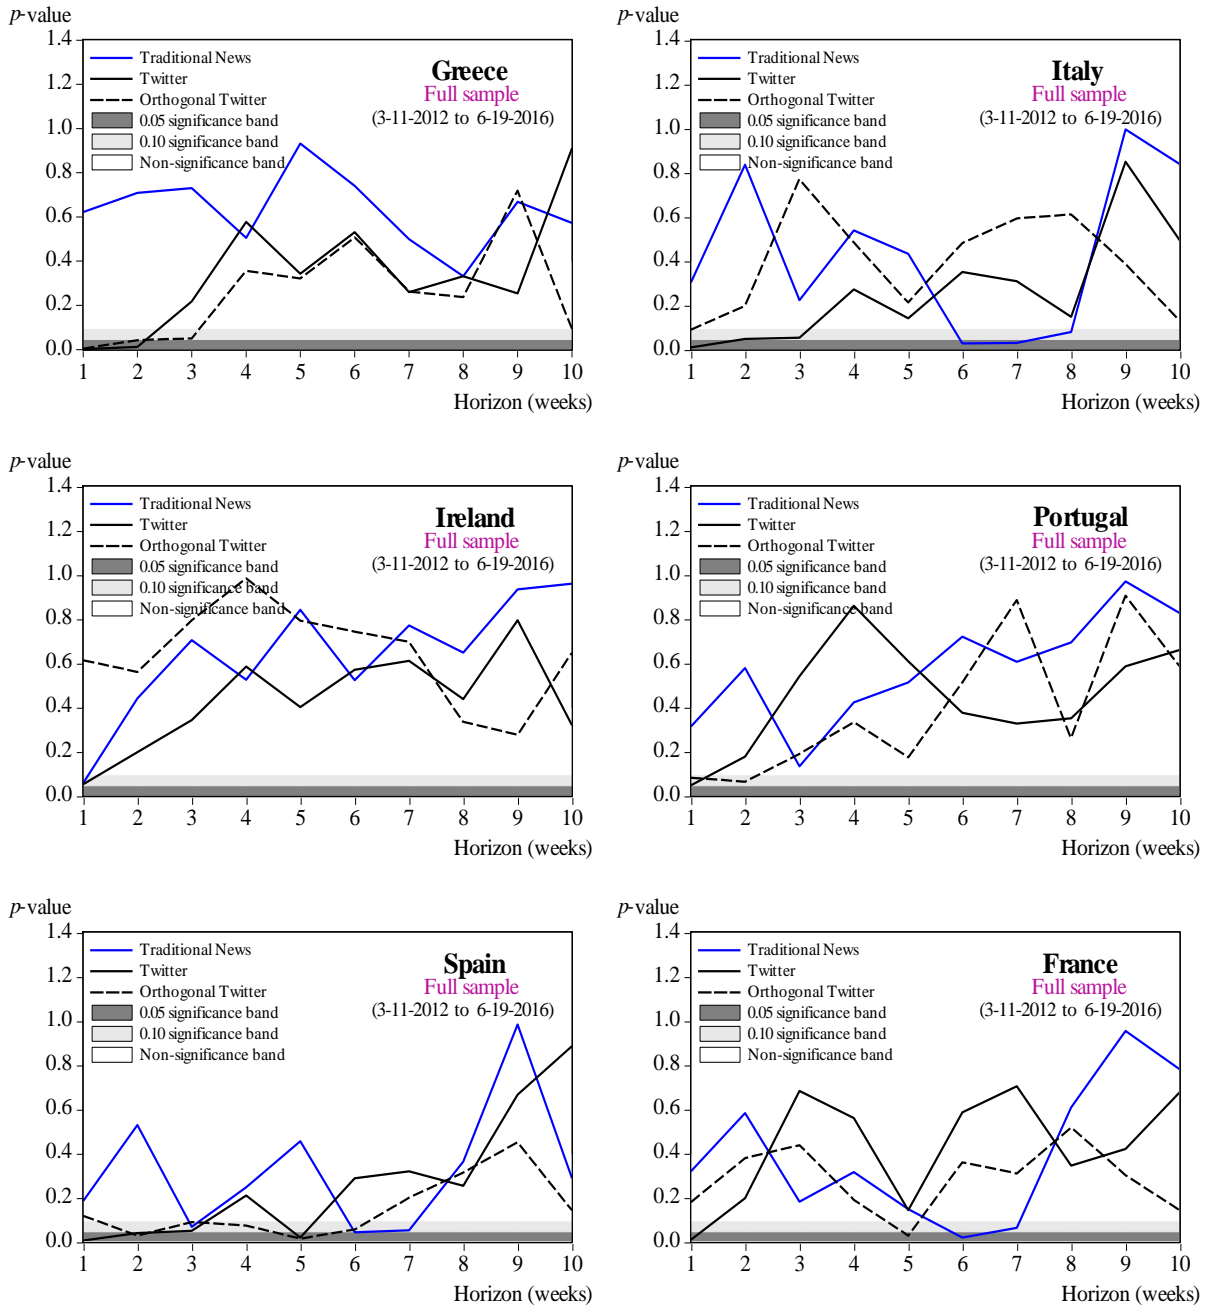 p-value
1.4
1.2
1.0
0.8
0.6
0.4
0.2
0.0
Traditional News
Twitter
Orthogonal Twitter
0.05 significance band
0.10 significance band
Non-significance band
Greece
Full sample
(3-11-2012 to 6-19-2016)
1 2 3 4 5 6 7 8 9 10
Horizon (weeks)
p-value
1.4
1.2
1.0
0.8
0.6
0.4
0.2
0.0
Traditional News
Twitter
Orthogonal Twitter
0.05 significance band
0.10 significance band
Non-significance band
Italy
Full sample
(3-11-2012 to 6-19-2016)
1 2 3 4 5 6 7 8 9 10
Horizon (weeks)
p-value
1.4
1.2
1.0
0.8
0.6
0.4
0.2
0.0
Traditional News
Twitter
Orthogonal Twitter
0.05 significance band
0.10 significance band
Non-significance band
Ireland
Full sample
(3-11-2012 to 6-19-2016)
1 2 3 4 5 6 7 8 9 10
Horizon (weeks)
p-value
1.4
1.2
1.0
0.8
0.6
0.4
0.2
0.0
Traditional News
Twitter
Orthogonal Twitter
0.05 significance band
0.10 significance band
Non-significance band
Portugal
Full sample
(3-11-2012 to 6-19-2016)
1 2 3 4 5 6 7 8 9 10
Horizon (weeks)
p-value
1.4
1.2
1.0
0.8
0.6
0.4
0.2
0.0
Traditional News
Twitter
Orthogonal Twitter
0.05 significance band
0.10 significance band
Non-significance band
Spain
Full sample
(3-11-2012 to 6-19-2016)
1 2 3 4 5 6 7 8 9 10
Horizon (weeks)
p-value
1.4
1.2
1.0
0.8
0.6
0.4
0.2
0.0
Traditional News
Twitter
Orthogonal Twitter
0.05 significance band
0.10 significance band
Non-significance band
France
Full sample
(3-11-2012 to 6-19-2016)
1 2 3 4 5 6 7 8 9 10
Horizon (weeks)